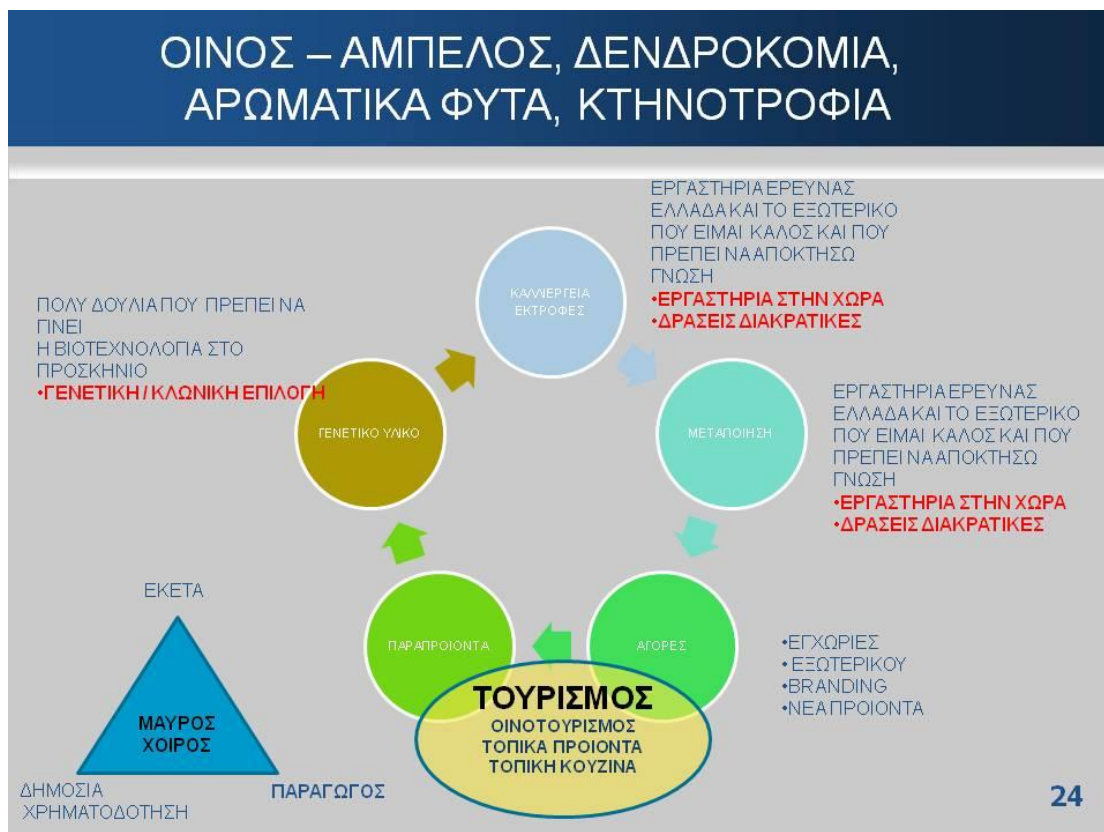 ΟΙΝΟΣ – ΑΜΠΕΛΟΣ, ΔΕΝΔΡΟΚΟΜΙΑ,
ΑΡΩΜΑΤΙΚΑ ΦΥΤΑ, ΚΤΗΝΟΤΡΟΦΙΑ
ΕΡΓΑΣΤΗΡΙΑ ΕΡΕΥΝΑΣ
ΕΛΛΑΔΑ ΚΑΙ ΤΟ ΕΞΩΤΕΡΙΚΟ
ΠΟΥ ΕΙΜΑΙ ΚΑΛΟΣ ΚΑΙ ΠΟΥ
ΠΡΕΠΕΙ ΝΑ ΑΠΟΚΤΗΣΩ
ΓΝΩΣΗ
•ΕΡΓΑΣΤΗΡΙΑ ΣΤΗΝ ΧΩΡΑ
•ΔΡΑΣΕΙΣ ΔΙΑΚΡΑΤΙΚΕΣ
ΚΑΛΛΙΕΡΓΕΙΑ
ΕΚΤΡΟΦΕΣ
ΠΟΛΥ ΔΟΥΛΙΑ ΠΟΥ ΠΡΕΠΕΙ ΝΑ
ΓΙΝΕΙ
Η ΒΙΟΤΕΧΝΟΛΟΓΙΑ ΣΤΟ
ΠΡΟΣΚΗΝΙΟ
•ΓΕΝΕΤΙΚΗ / ΚΛΩΝΙΚΗ ΕΠΙΛΟΓΗ
ΓΕΝΕΤΙΚΟ ΥΛΙΚΟ
ΜΕΤΑΠΟΙΗΣΗ
ΕΡΓΑΣΤΗΡΙΑ ΕΡΕΥΝΑΣ
ΕΛΛΑΔΑ ΚΑΙ ΤΟ ΕΞΩΤΕΡΙΚΟ
ΠΟΥ ΕΙΜΑΙ ΚΑΛΟΣ ΚΑΙ ΠΟΥ
ΠΡΕΠΕΙ ΝΑ ΑΠΟΚΤΗΣΩ
ΓΝΩΣΗ
•ΕΡΓΑΣΤΗΡΙΑ ΣΤΗΝ ΧΩΡΑ
•ΔΡΑΣΕΙΣ ΔΙΑΚΡΑΤΙΚΕΣ
ΠΑΡΑΠΡΟΙΟΝΤΑ
ΑΓΟΡΕΣ
•ΕΓΧΩΡΙΕΣ
•ΕΞΩΤΕΡΙΚΟΥ
•BRANDING
•ΝΕΑ ΠΡΟΙΟΝΤΑ
ΤΟΥΡΙΣΜΟΣ
ΟΙΝΟΤΟΥΡΙΣΜΟΣ
ΤΟΠΙΚΑ ΠΡΟΙΟΝΤΑ
ΤΟΠΙΚΗ ΚΟΥΖΙΝΑ
ΕΚΕΤΑ
ΜΑΥΡΟΣ
ΧΟΙΡΟΣ
ΔΗΜΟΣΙΑ
ΧΡΗΜΑΤΟΔΟΤΗΣΗ
ΠΑΡΑΓΩΓΟΣ
24